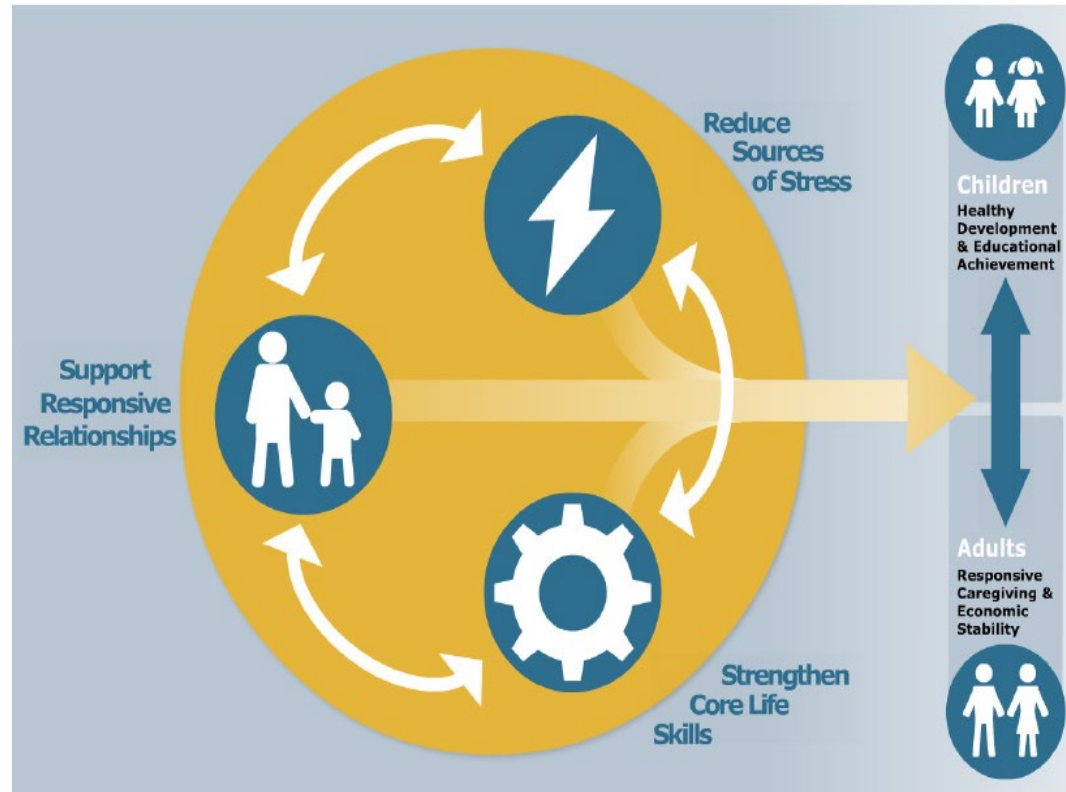 Reduce
Sources
of Stress
Support
Responsive
Relationships
Strengthen
Core Life
Skills
Children
Healthy
Development
& Educational
Achievement
Adults
Responsive
Caregiving &
Economic
Stability